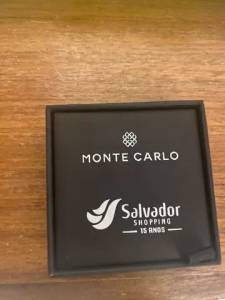 MONTE CARLO
Salvador
SHOPPING
15 ANOS